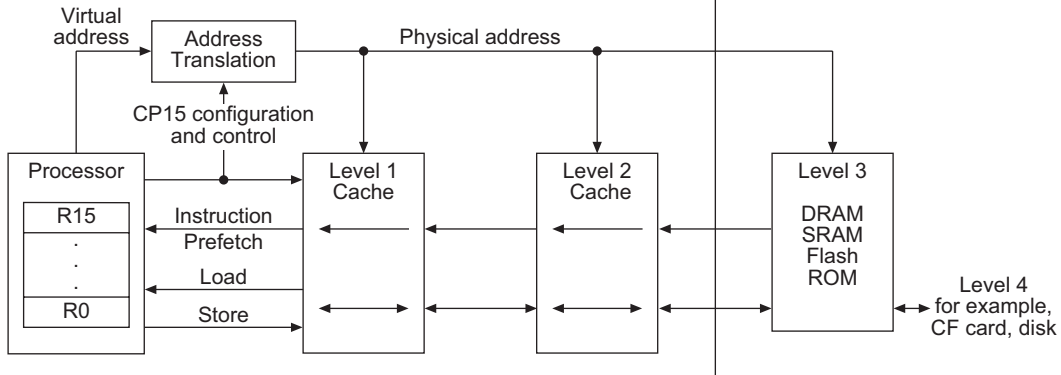 Virtual
address
Address
Translation
Physical address
CP15 configuration
and control
Processor
R15
.
.
.
R0
Instruction
Prefetch
Load
Store
Level 1
Cache
Level 2
Cache
Level 3
DRAM
SRAM
Flash
ROM
Level 4
for example,
CF card, disk